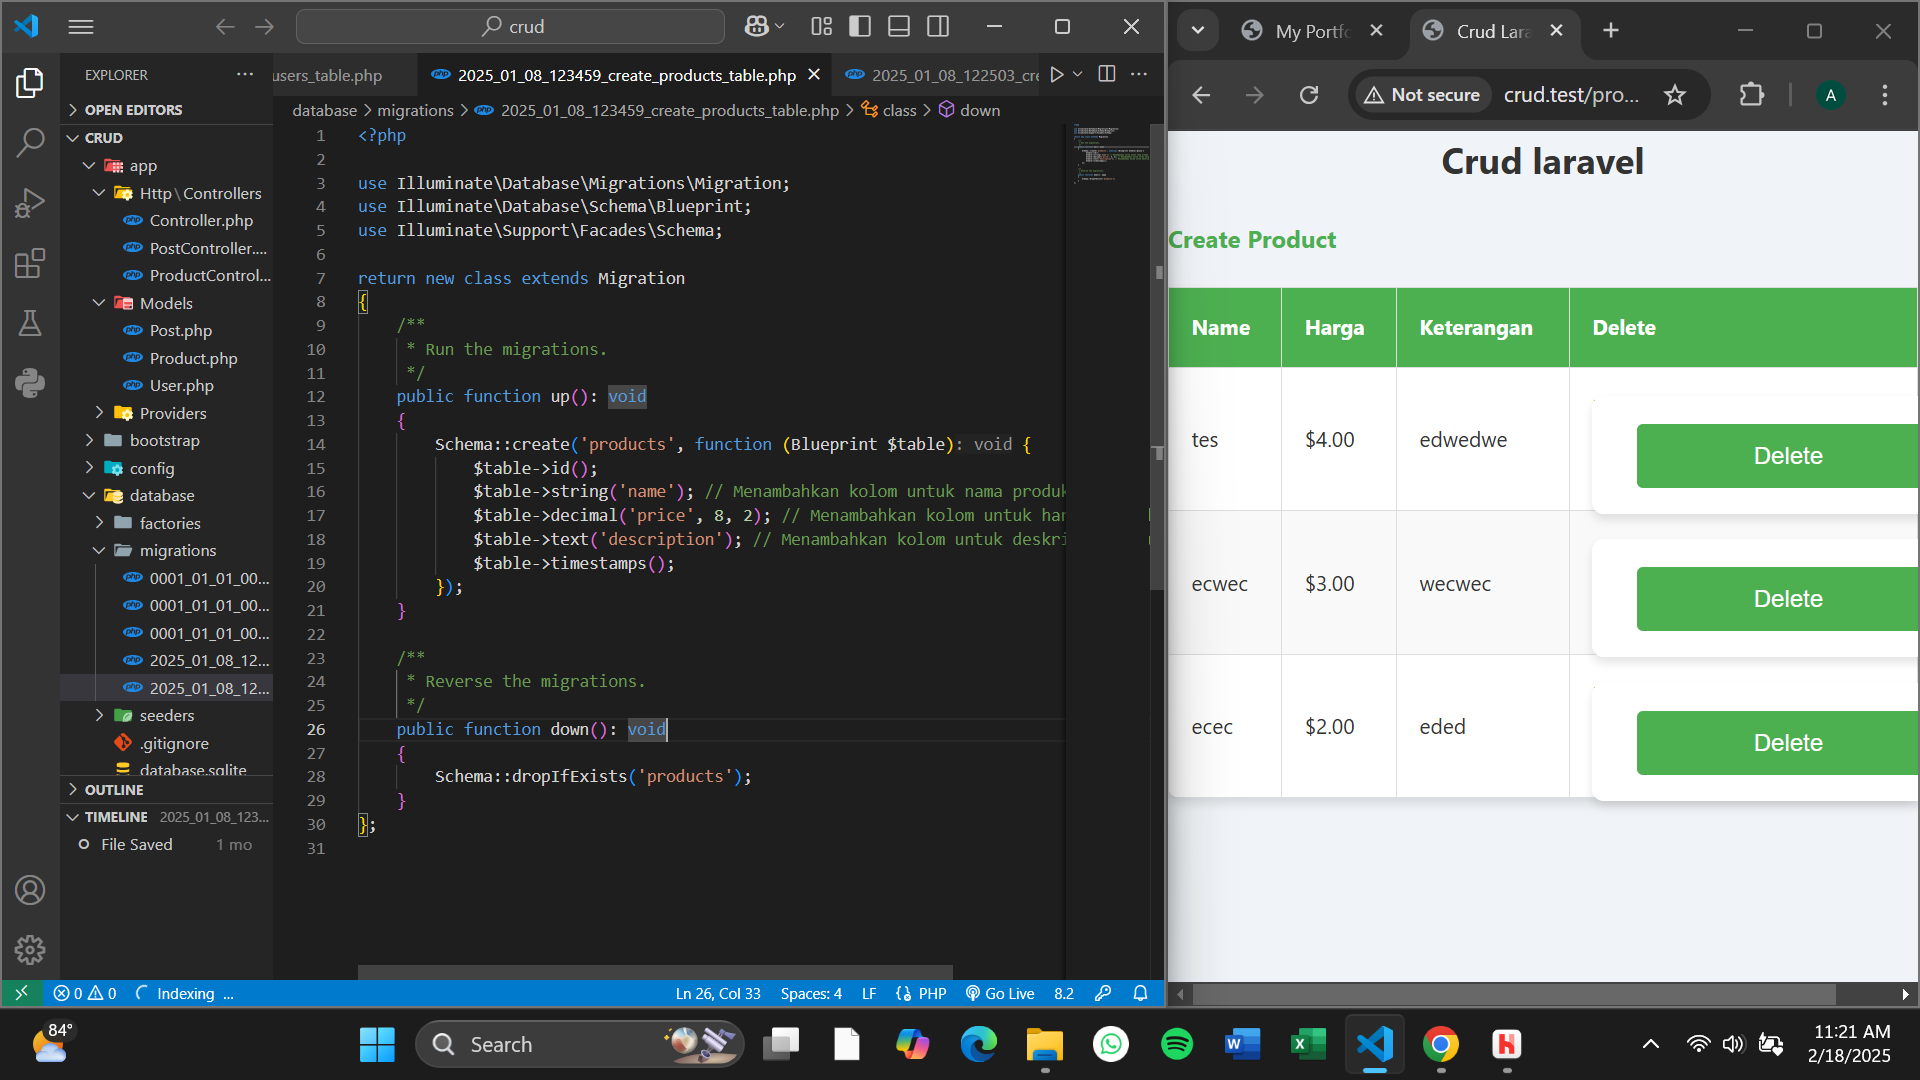 crud
EXPLORER
OPEN EDITORS
CRUD
app
Http\Controllers
Controller.php
PostController....
ProductControl...
Models
Post.php
Product.php
User.php
Providers
bootstrap
config
database
factories
migrations
0001_01_01_00...
0001_01_01_00...
0001_01_01_00...
2025_01_08_12...
2025_01_08_12...
seeders
.gitignore
database.sqlite
OUTLINE
TIMELINE 2025_01_08_123...
File Saved 1 mo
users_table.php
2025_01_08_123459_create_products_table.php
2025_01_08_122503_cre
database > migrations > 2025_01_08_123459_create_products_table.php > class > down
1 <?php
2
3 use Illuminate\Database\Migrations\Migration;
4 use Illuminate\Database\Schema\Blueprint;
5 use Illuminate\Support\Facades\Schema;
6
7 return new class extends Migration
8 {
9 /**
10 * Run the migrations.
11 */
12 public function up(): void
13 {
14 Schema::create('products', function (Blueprint $table): void {
15 $table->id();
16 $table->string('name'); // Menambahkan kolom untuk nama produk
17 $table->decimal('price', 8, 2); // Menambahkan kolom untuk har
18 $table->text('description'); // Menambahkan kolom untuk deskri
19 $table->timestamps();
20 });
21 }
22
23 /**
24 * Reverse the migrations.
25 */
26 public function down(): void
27 {
28 Schema::dropIfExists('products');
29 }
30 };
31
0 0 Indexing ...
Ln 26, Col 33 Spaces: 4 LF PHP Go Live 8.2
My Portfo
Crud Lara
Not secure crud.test/pro...
A
Crud laravel
Create Product
Name Harga Keterangan Delete
tes $4.00 edwedwe Delete
ecwec $3.00 wecwec Delete
ecec $2.00 eded Delete
84°
Search
11:21 AM
2/18/2025